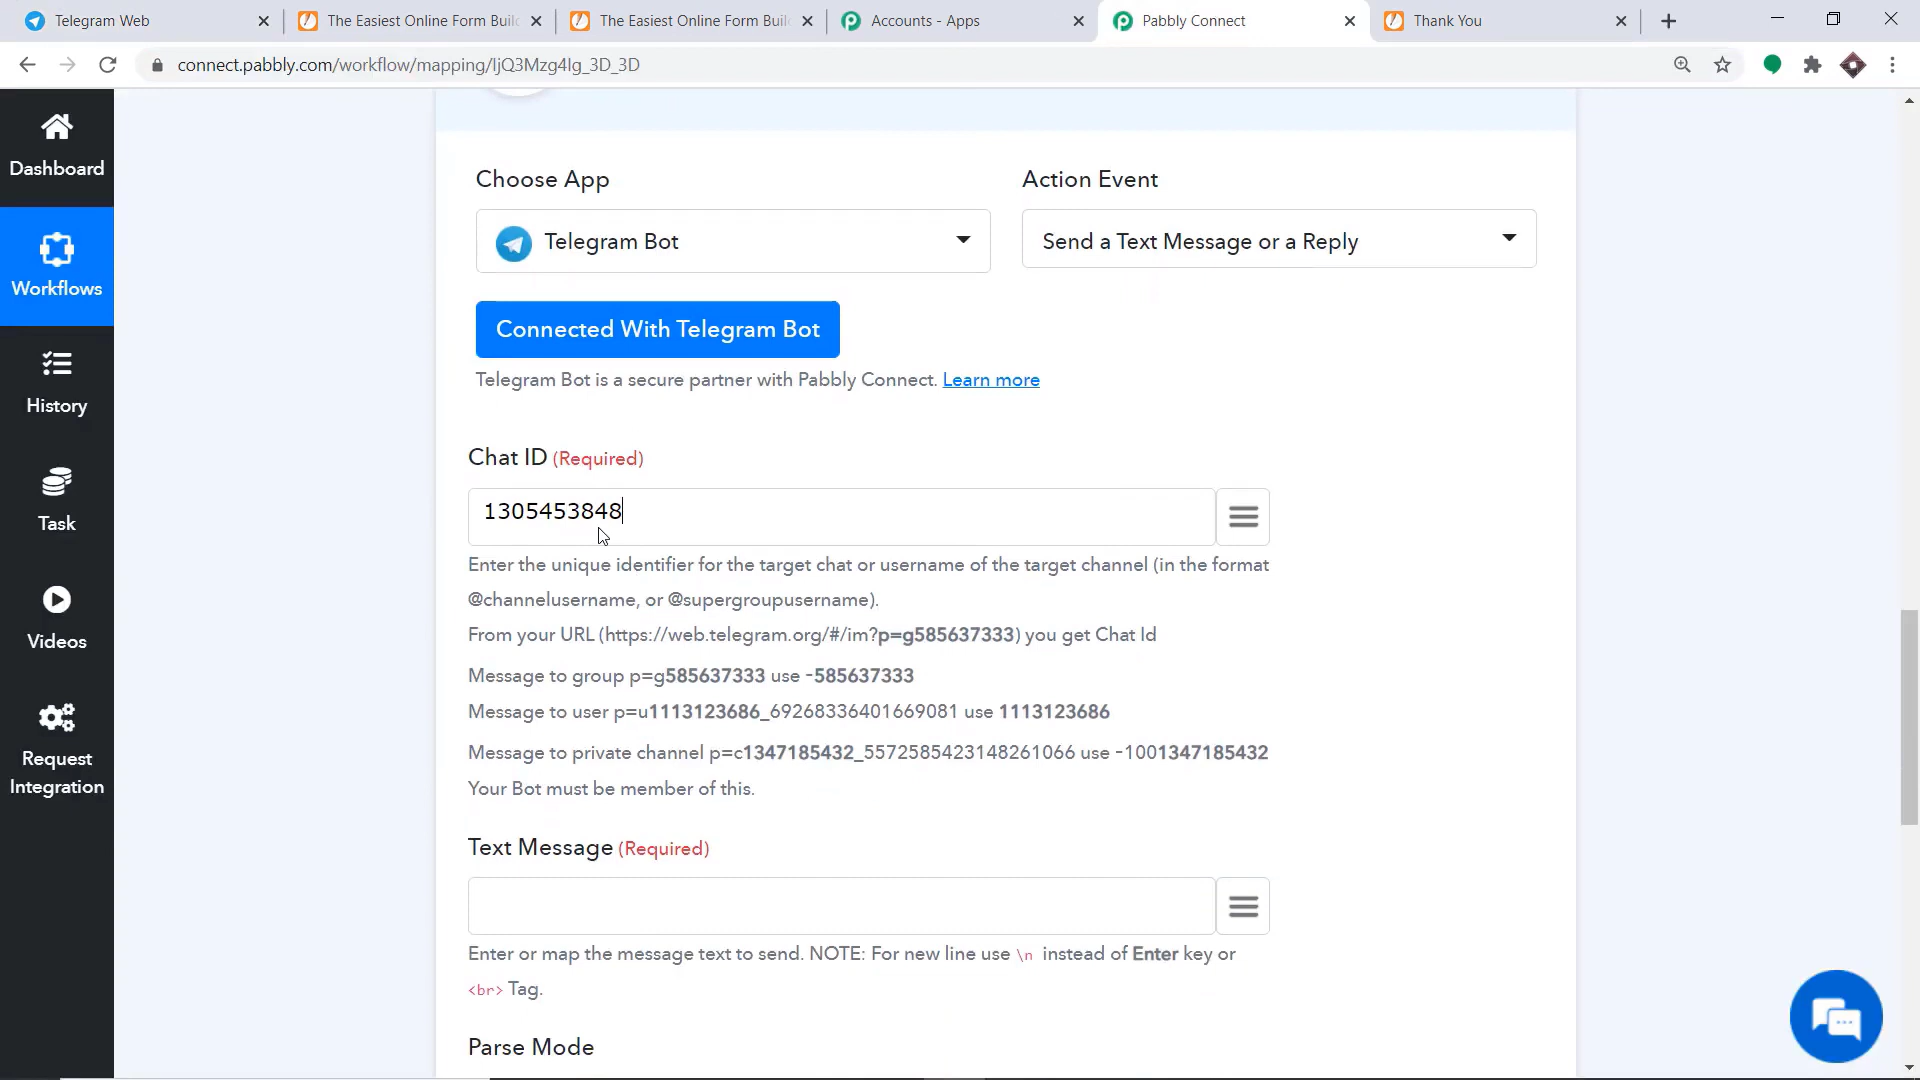 Telegram Web
The Easiest Online Form Buil
The Easiest Online Form Buil
Accounts - Apps
Pabbly Connect
Thank You
connect.pabbly.com/workflow/mapping/IjQ3Mzg4Ig_3D_3D
Dashboard
Workflows
History
Task
Videos
Request
Integration
Choose App
Action Event
Telegram Bot
Send a Text Message or a Reply
Connected With Telegram Bot
Telegram Bot is a secure partner with Pabbly Connect. Learn more
Chat ID (Required)
1305453848
Enter the unique identifier for the target chat or username of the target channel (in the format
@channelusername, or @supergroupusername).
From your URL (https://web.telegram.org/#/im?p=g585637333) you get Chat Id
Message to group p=g585637333 use -585637333
Message to user p=u1113123686_69268336401669081 use 1113123686
Message to private channel p=c1347185432_5572585423148261066 use -1001347185432
Your Bot must be member of this.
Text Message (Required)
Enter or map the message text to send. NOTE: For new line use \n instead of Enter key or
<br> Tag.
Parse Mode